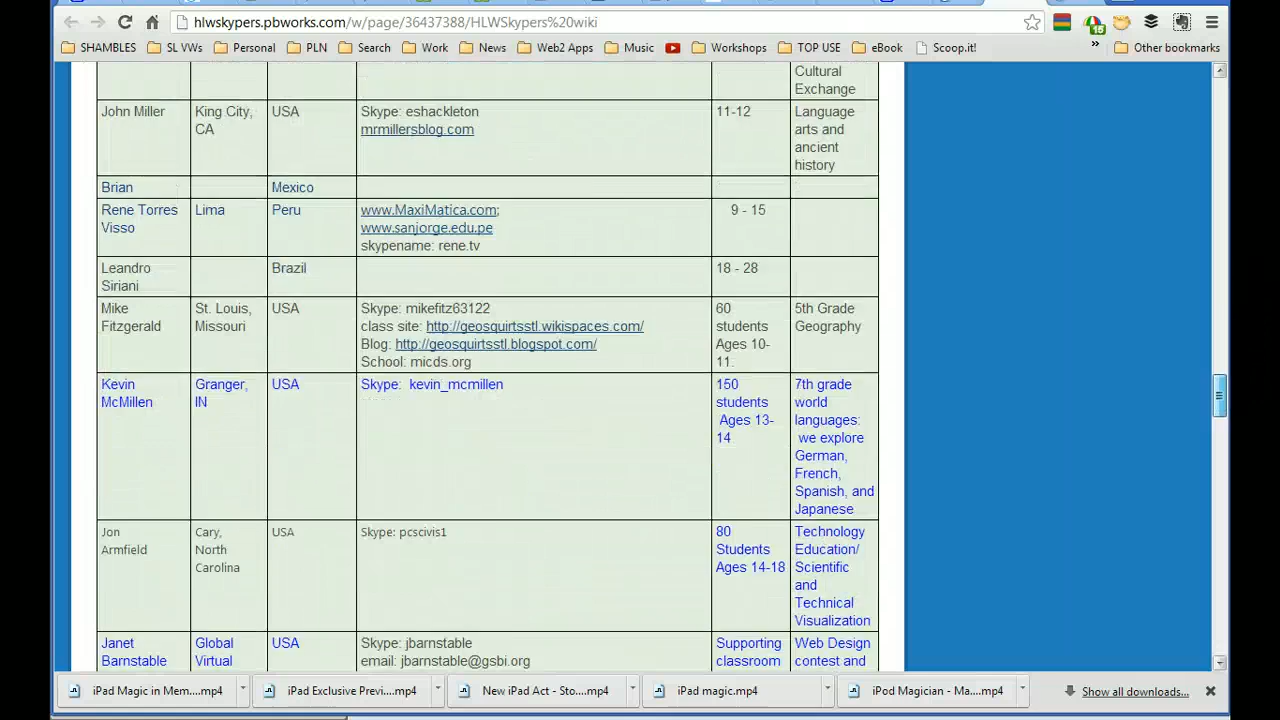 hlwskypers.pbworks.com/w/page/36437388/HLWSkypers%20wiki
15
SHAMBLES SL VWs Personal PLN Search Work News Web2 Apps Music Workshops TOP USE eBook Scoop.it! » Other bookmarks
Cultural
Exchange
John Miller
King City,
CA
USA
Skype: eshackleton
mrmillersblog.com
11-12
Language
arts and
ancient
history
Brian
Mexico
Rene Torres
Visso
Lima
Peru
www.MaxiMatica.com;
www.sanjorge.edu.pe
skypename: rene.tv
9 - 15
Leandro
Siriani
Brazil
18 - 28
Mike
Fitzgerald
St. Louis,
Missouri
USA
Skype: mikefitz63122
class site: http://geosquirtsstl.wikispaces.com/
Blog: http://geosquirtsstl.blogspot.com/
School: micds.org
60
students
Ages 10-
11.
5th Grade
Geography
Kevin
McMillen
Granger,
IN
USA
Skype: kevin_mcmillen
150
students
Ages 13-
14
7th grade
world
languages:
we explore
German,
French,
Spanish, and
Japanese
Jon
Armfield
Cary,
North
Carolina
USA
Skype: pcscivis1
80
Students
Ages 14-18
Technology
Education/
Scientific
and
Technical
Visualization
Janet
Barnstable
Global
Virtual
USA
Skype: jbarnstable
email: jbarnstable@gsbi.org
Supporting
classroom
Web Design
contest and
iPad Magic in Mem....mp4 iPad Exclusive Previ....mp4 New iPad Act - Sto....mp4 iPad magic.mp4 iPod Magician - Ma....mp4 Show all downloads...